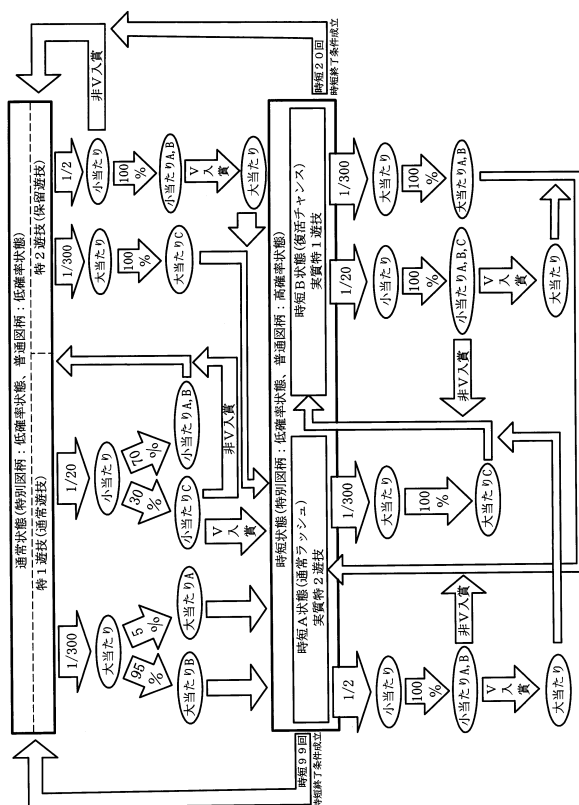 通常状態(特別図柄：低確率状態、普通図柄：低確率状態)
特1遊技(通常遊技)
特2遊技(保留遊技)
1/300
大当たり
95%
5%
大当たりB
大当たりA
1/20
小当たり
30%
70%
小当たりC
小当たりA,B
V入賞
非V入賞
1/300
大当たり
100%
大当たりC
1/2
小当たり
100%
小当たりA,B
V入賞
大当たり
非V入賞
時短99回
時短終了条件成立
時短状態(特別図柄：低確率状態、普通図柄：高確率状態)
時短A状態(通常ラッシュ)
実質特2遊技
時短B状態(復活チャンス)
実質特1遊技
時短20回
時短終了条件成立
1/2
小当たり
100%
小当たりA,B
V入賞
大当たり
非V入賞
1/300
大当たり
100%
大当たりC
1/20
小当たり
100%
小当たりA,B,C
V入賞
大当たり
非V入賞
1/300
大当たり
100%
大当たりA,B